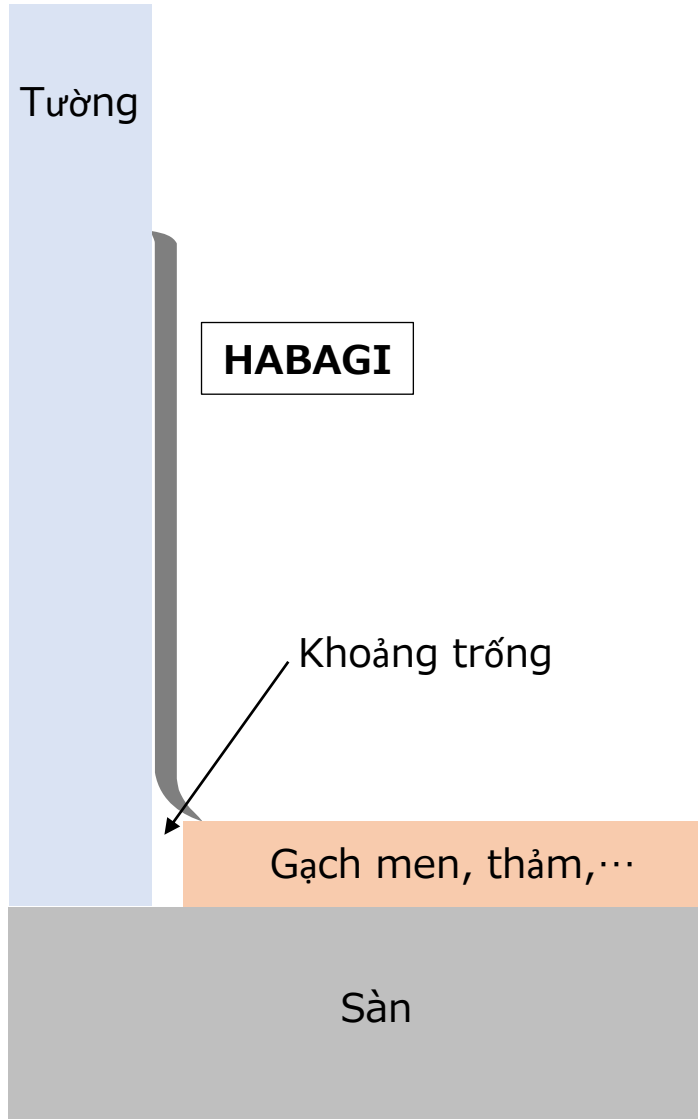 Tường
HABAGI
Khoảng trống
Gạch men, thảm,⋯
Sàn